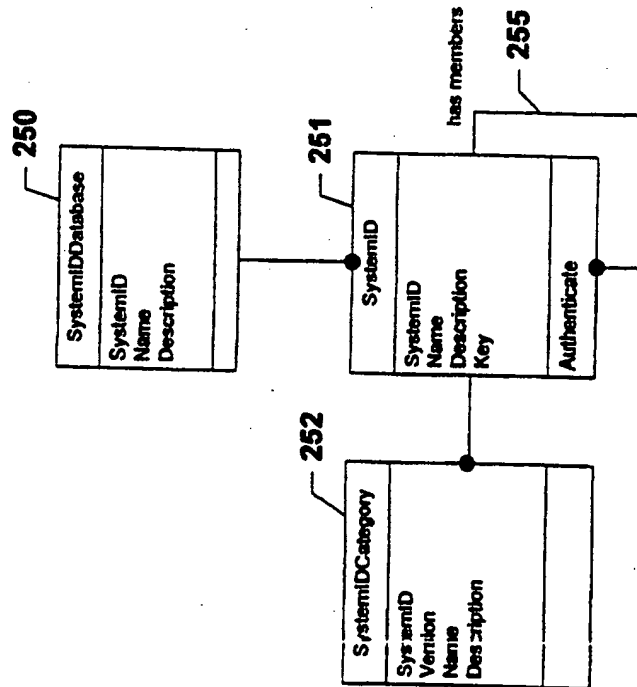 250
SystemIDDatabase
SystemID
Name
Description
251
SystemID
SystemID
Name
Description
Key
Authenticate
has members
255
252
SystemIDCategory
SystemID
Version
Name
Description